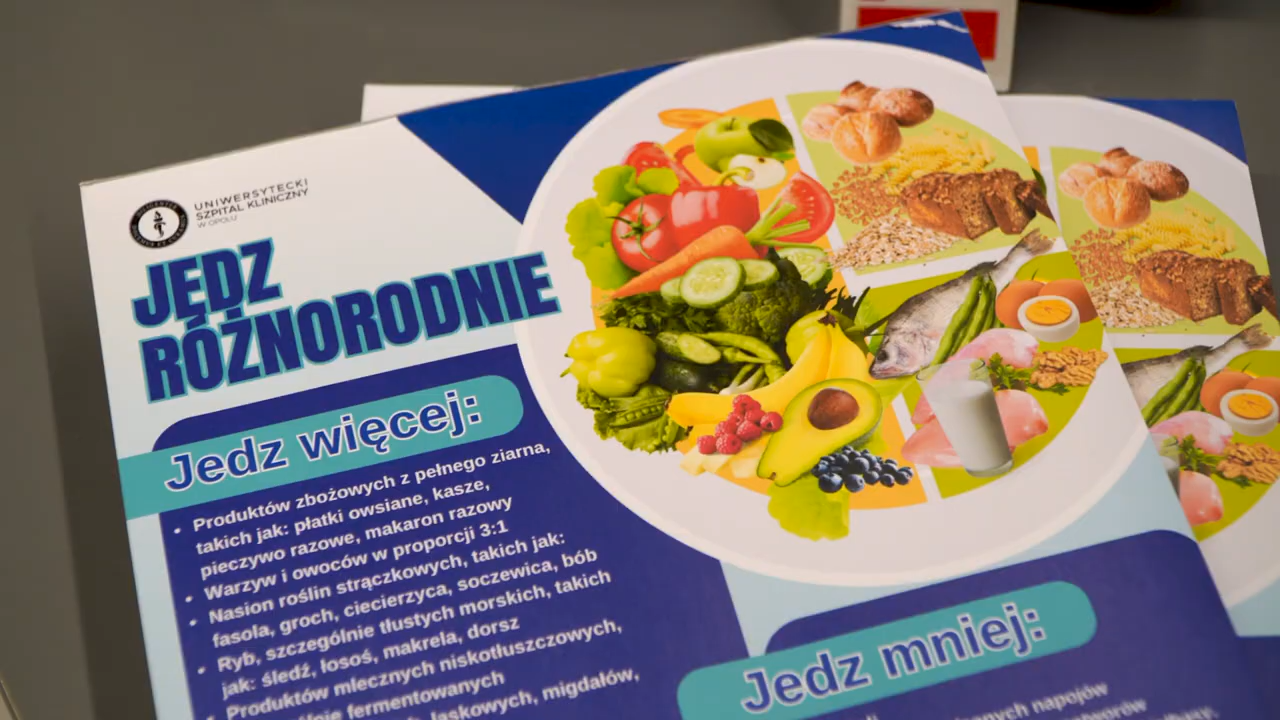 UNIWERSYTECKI
SZPITAL KLINICZNY
W OPOLU
JEDZ
RÓŻNORODNIE
Jedz więcej:
• Produktów zbożowych z pełnego ziarna,
takich jak: płatki owsiane, kasze,
pieczywo razowe, makaron razowy
• Warzyw i owoców w proporcji 3:1
• Nasion roślin strączkowych, takich jak:
fasola, groch, ciecierzyca, soczewica, bób
• Ryb, szczególnie tłustych morskich, takich
jak: śledź, łosoś, makrela, dorsz
• Produktów mlecznych niskotłuszczowych,
fermentowanych
laskowych, migdałów,
Jedz mniej:
napojów